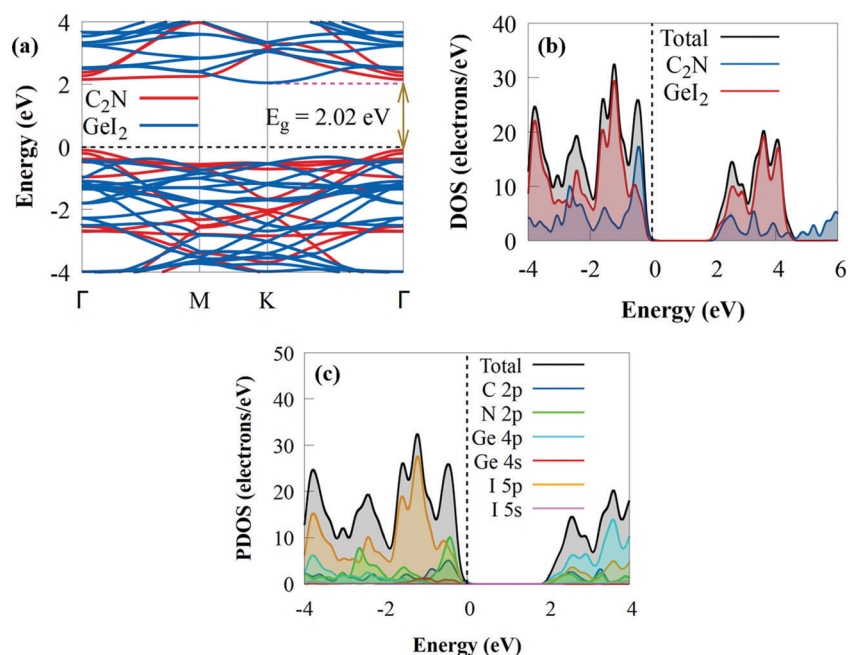 (a)
4
2
0
-2
-4
Energy (eV)
C₂N
GeI₂
E_g = 2.02 eV
Γ
M
K
Γ
(b)
Total
C₂N
GeI₂
40
30
20
10
0
DOS (electrons/eV)
-4
-2
0
2
4
6
Energy (eV)
(c)
Total
C 2p
N 2p
Ge 4p
Ge 4s
I 5p
I 5s
50
40
30
20
10
0
PDOS (electrons/eV)
-4
-2
0
2
4
Energy (eV)